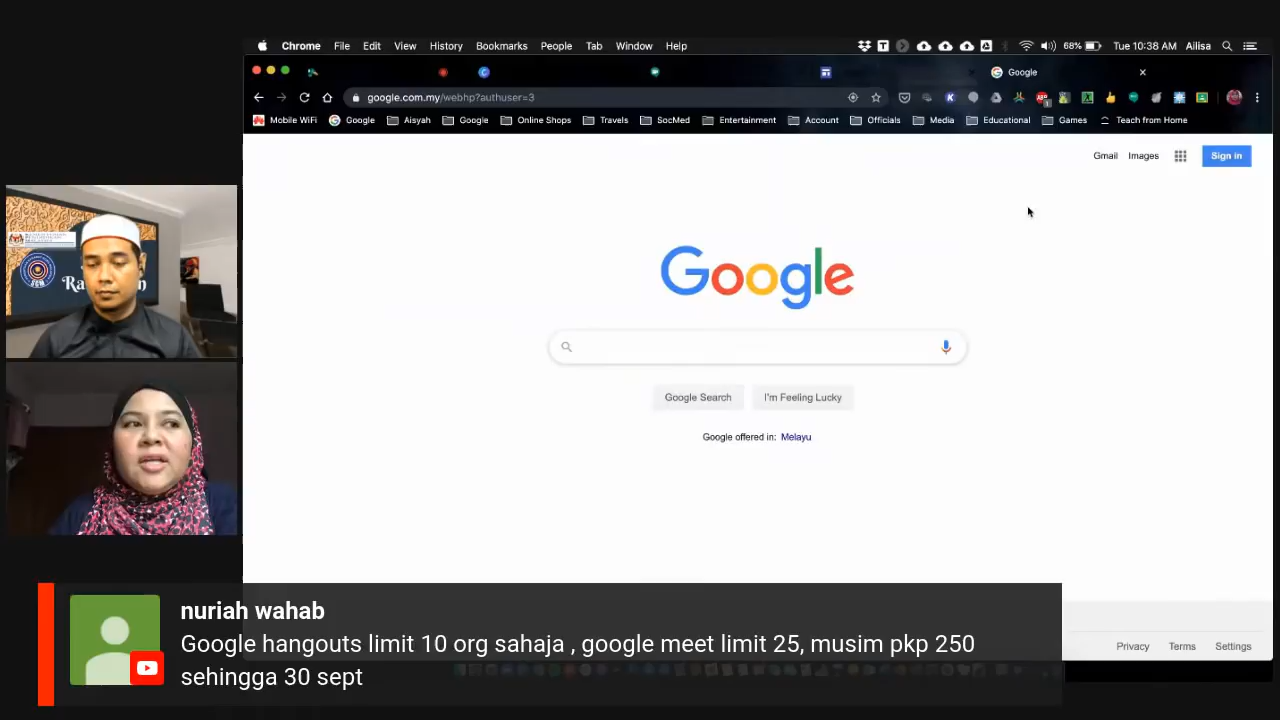 Chrome File Edit View History Bookmarks People Tab Window Help
68% Tue 10:38 AM Ailisa
Google
google.com.my/webhp?authuser=3
Mobile WiFi Google Aisyah Google Online Shops Travels SocMed Entertainment Account Officials Media Educational Games Teach from Home
Gmail Images Sign in
Google
Google Search I'm Feeling Lucky
Google offered in: Melayu
nuriah wahab
Google hangouts limit 10 org sahaja , google meet limit 25, musim pkp 250
sehingga 30 sept
Privacy Terms Settings